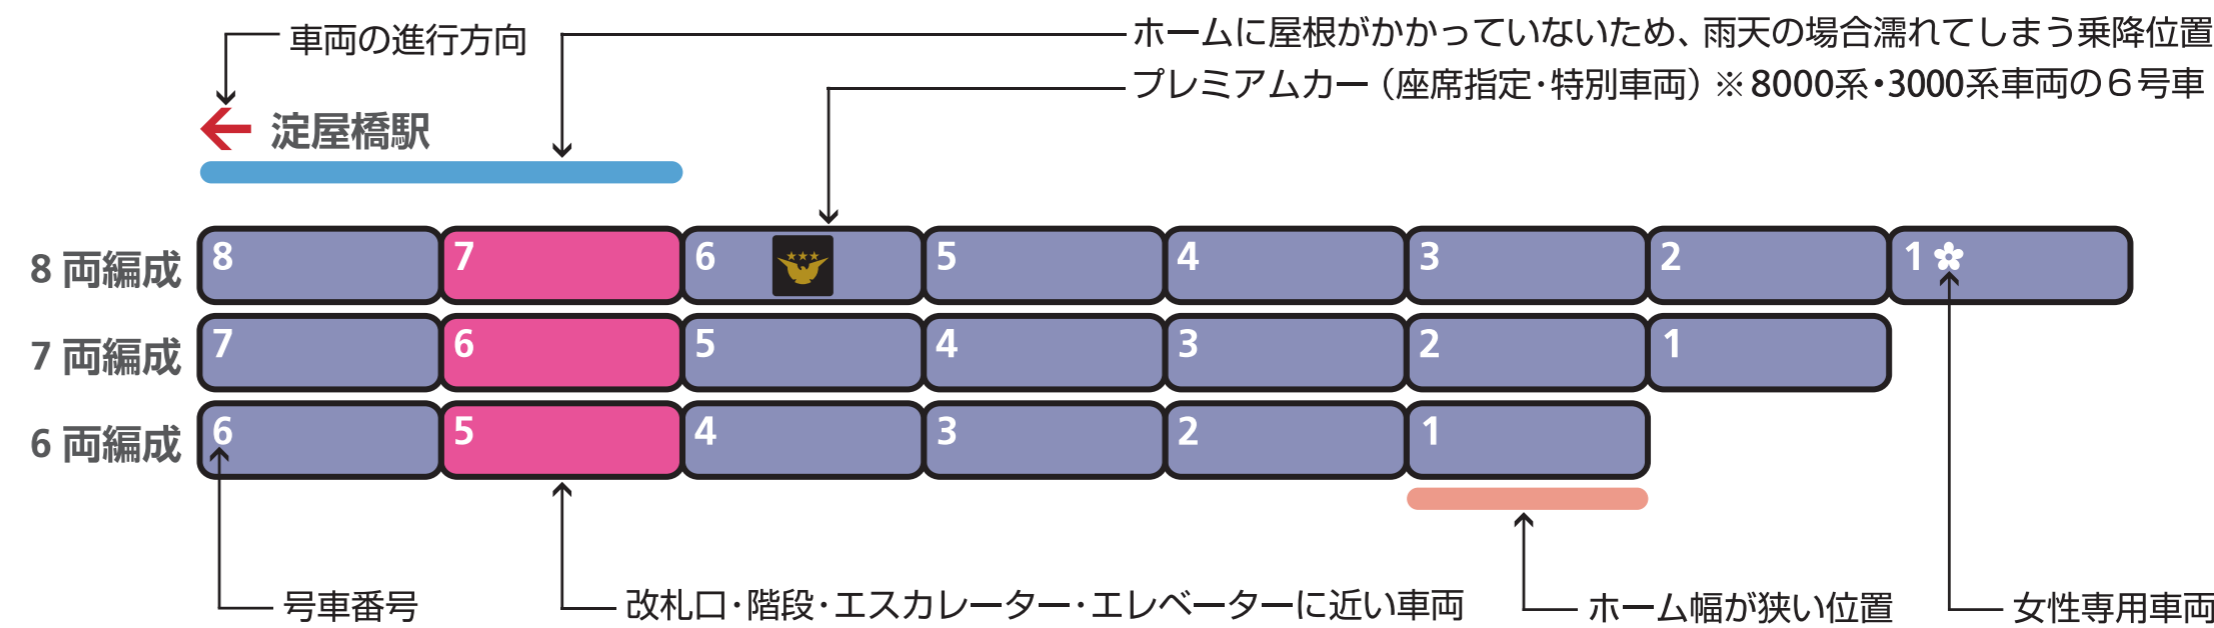 車両の進行方向
ホームに屋根がかかっていないため、雨天の場合濡れてしまう乗降位置
プレミアムカー（座席指定・特別車両）※8000系・3000系車両の6号車
淀屋橋駅
8両編成 8 7 6 5 4 3 2 1
7両編成 7 6 5 4 3 2 1
6両編成 6 5 4 3 2 1
号車番号
改札口・階段・エスカレーター・エレベーターに近い車両
ホーム幅が狭い位置
女性専用車両